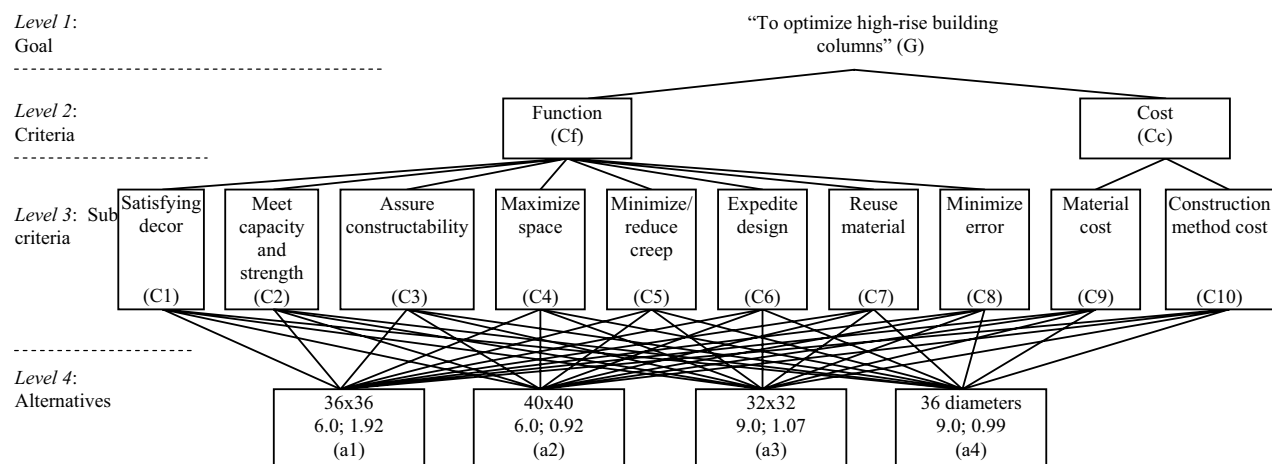 Level 1:
Goal
“To optimize high-rise building
columns” (G)
Level 2:
Criteria
Function
(Cf)
Cost
(Cc)
Level 3: Sub
criteria
Satisfying
decor
(C1)
Meet
capacity
and
strength
(C2)
Assure
constructability
(C3)
Maximize
space
(C4)
Minimize/
reduce
creep
(C5)
Expedite
design
(C6)
Reuse
material
(C7)
Minimize
error
(C8)
Material
cost
(C9)
Construction
method cost
(C10)
Level 4:
Alternatives
36x36
6.0; 1.92
(a1)
40x40
6.0; 0.92
(a2)
32x32
9.0; 1.07
(a3)
36 diameters
9.0; 0.99
(a4)